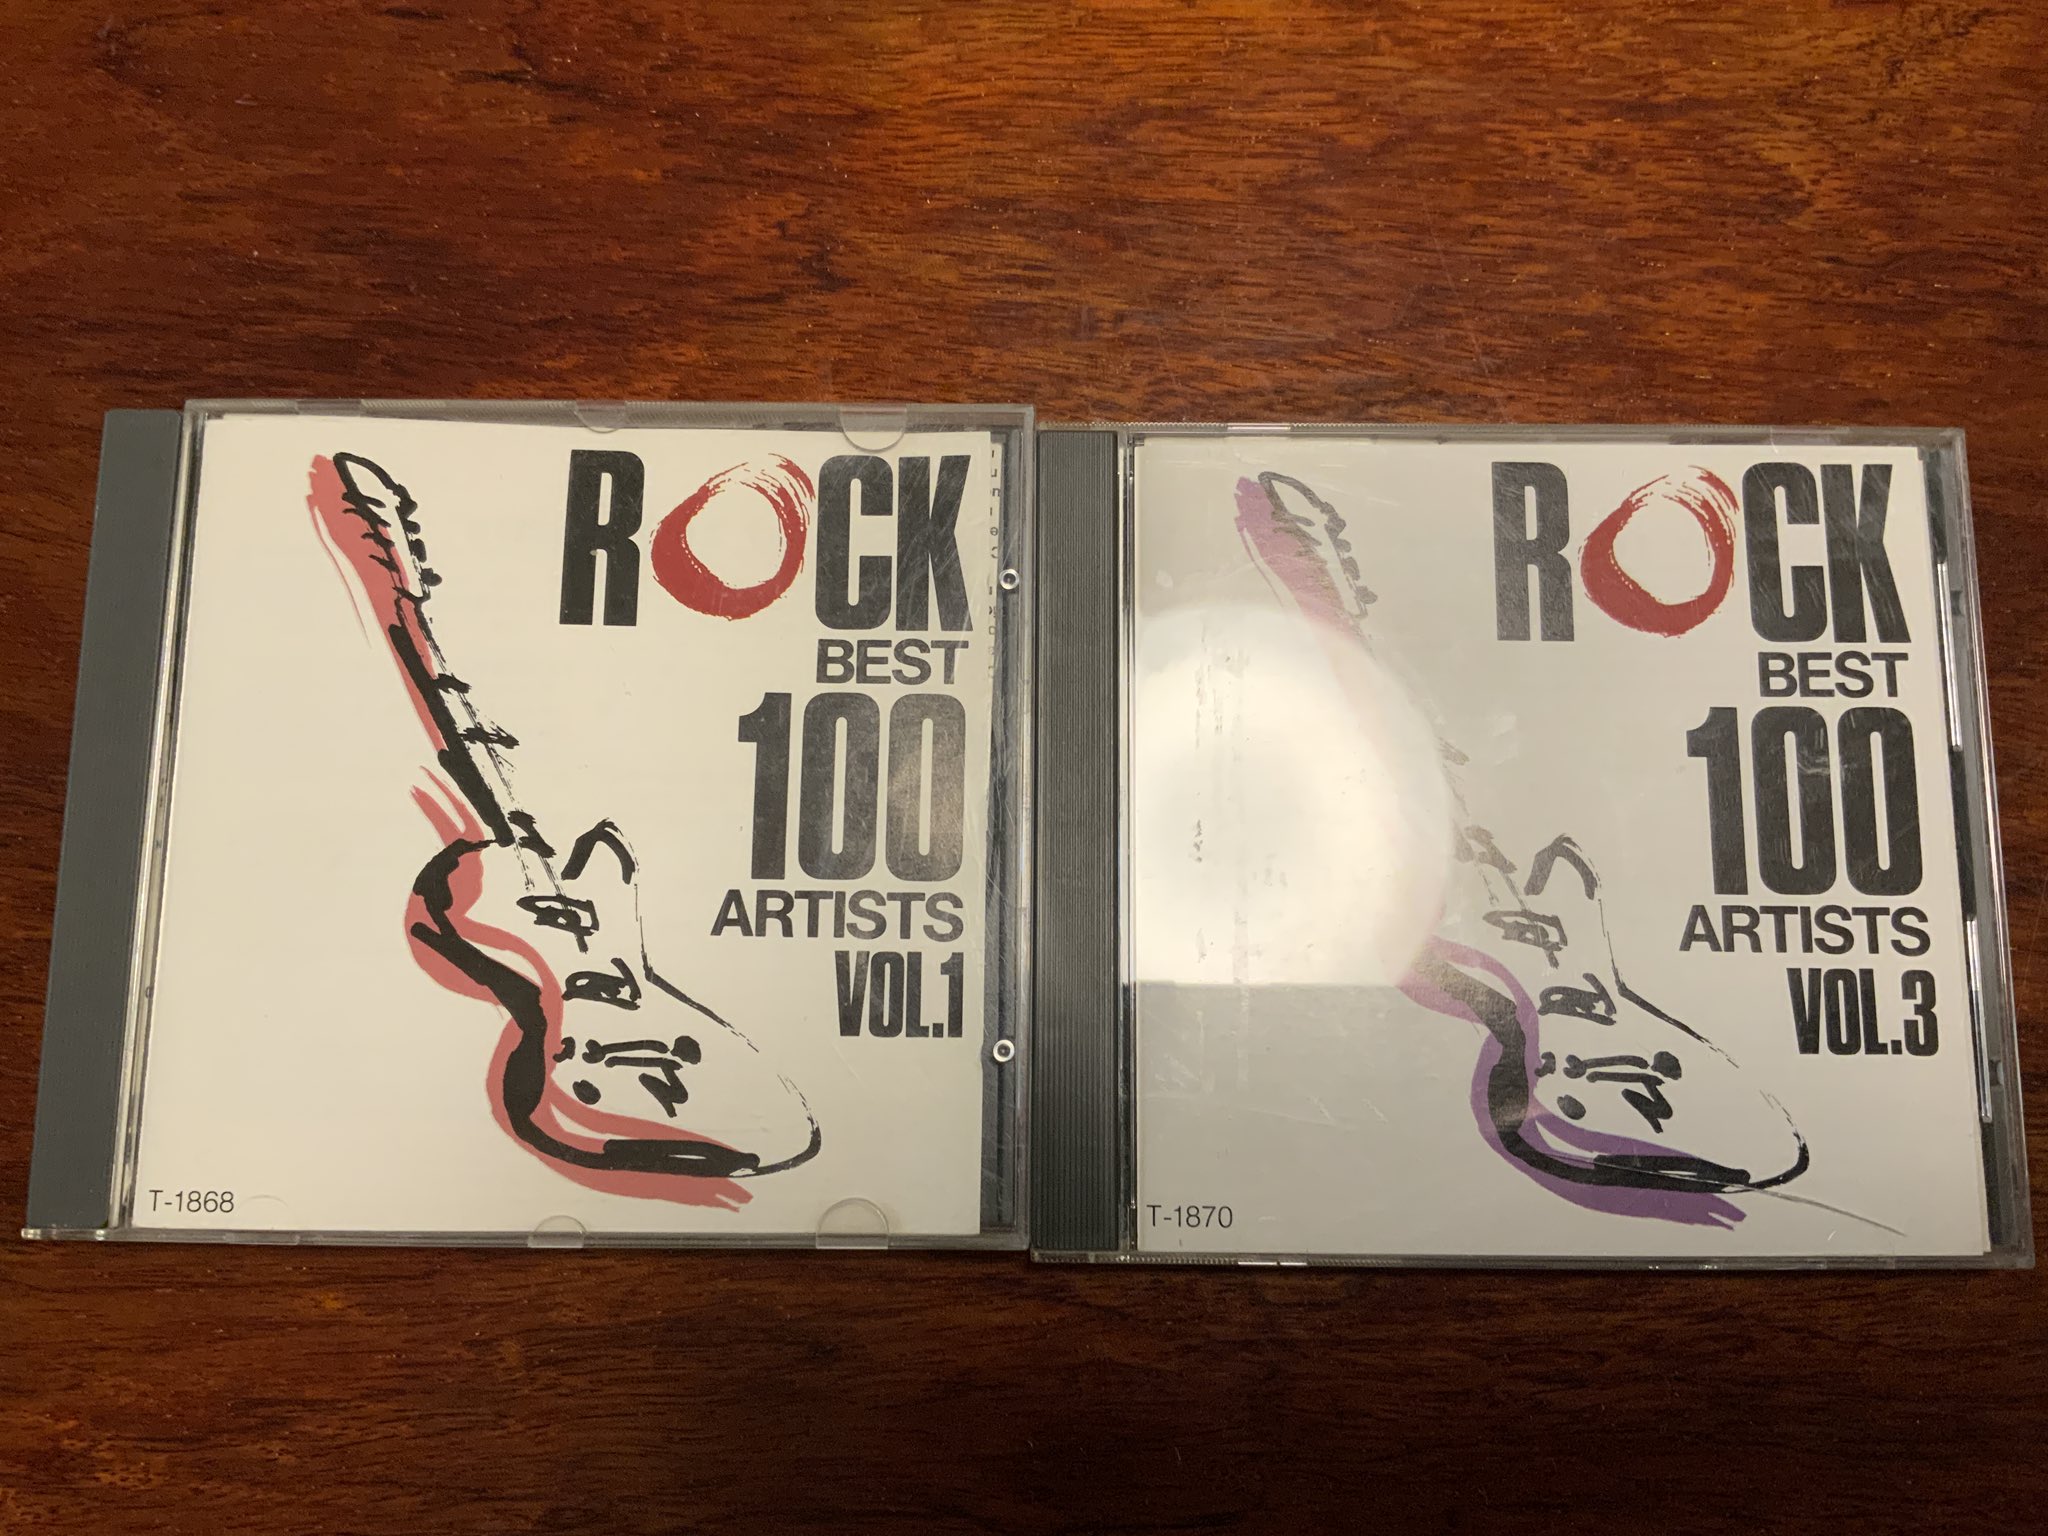 ROCK
BEST
100
ARTISTS
VOL.1
T-1868
ROCK
BEST
100
ARTISTS
VOL.3
T-1870